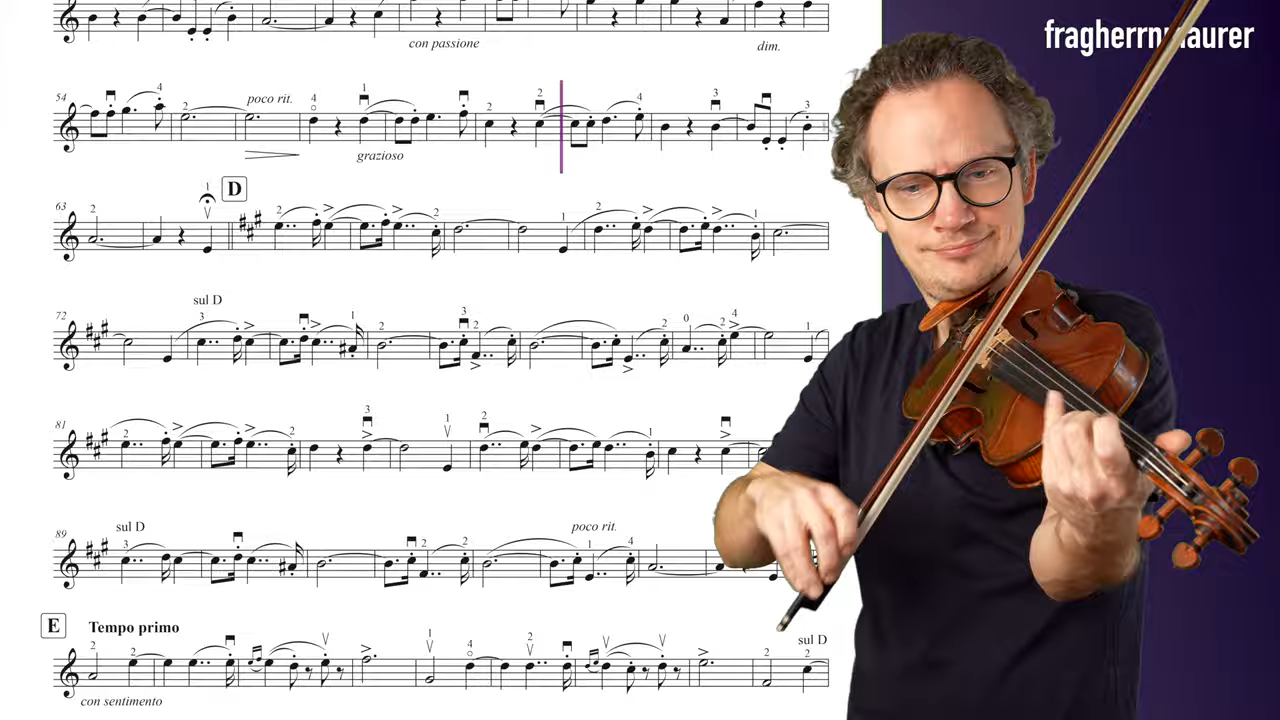 fragherrnmaurer
con passione
dim.
54
poco rit.
grazioso
63
D
72
sul D
81
89
sul D
poco rit.
E
Tempo primo
sul D
con sentimento